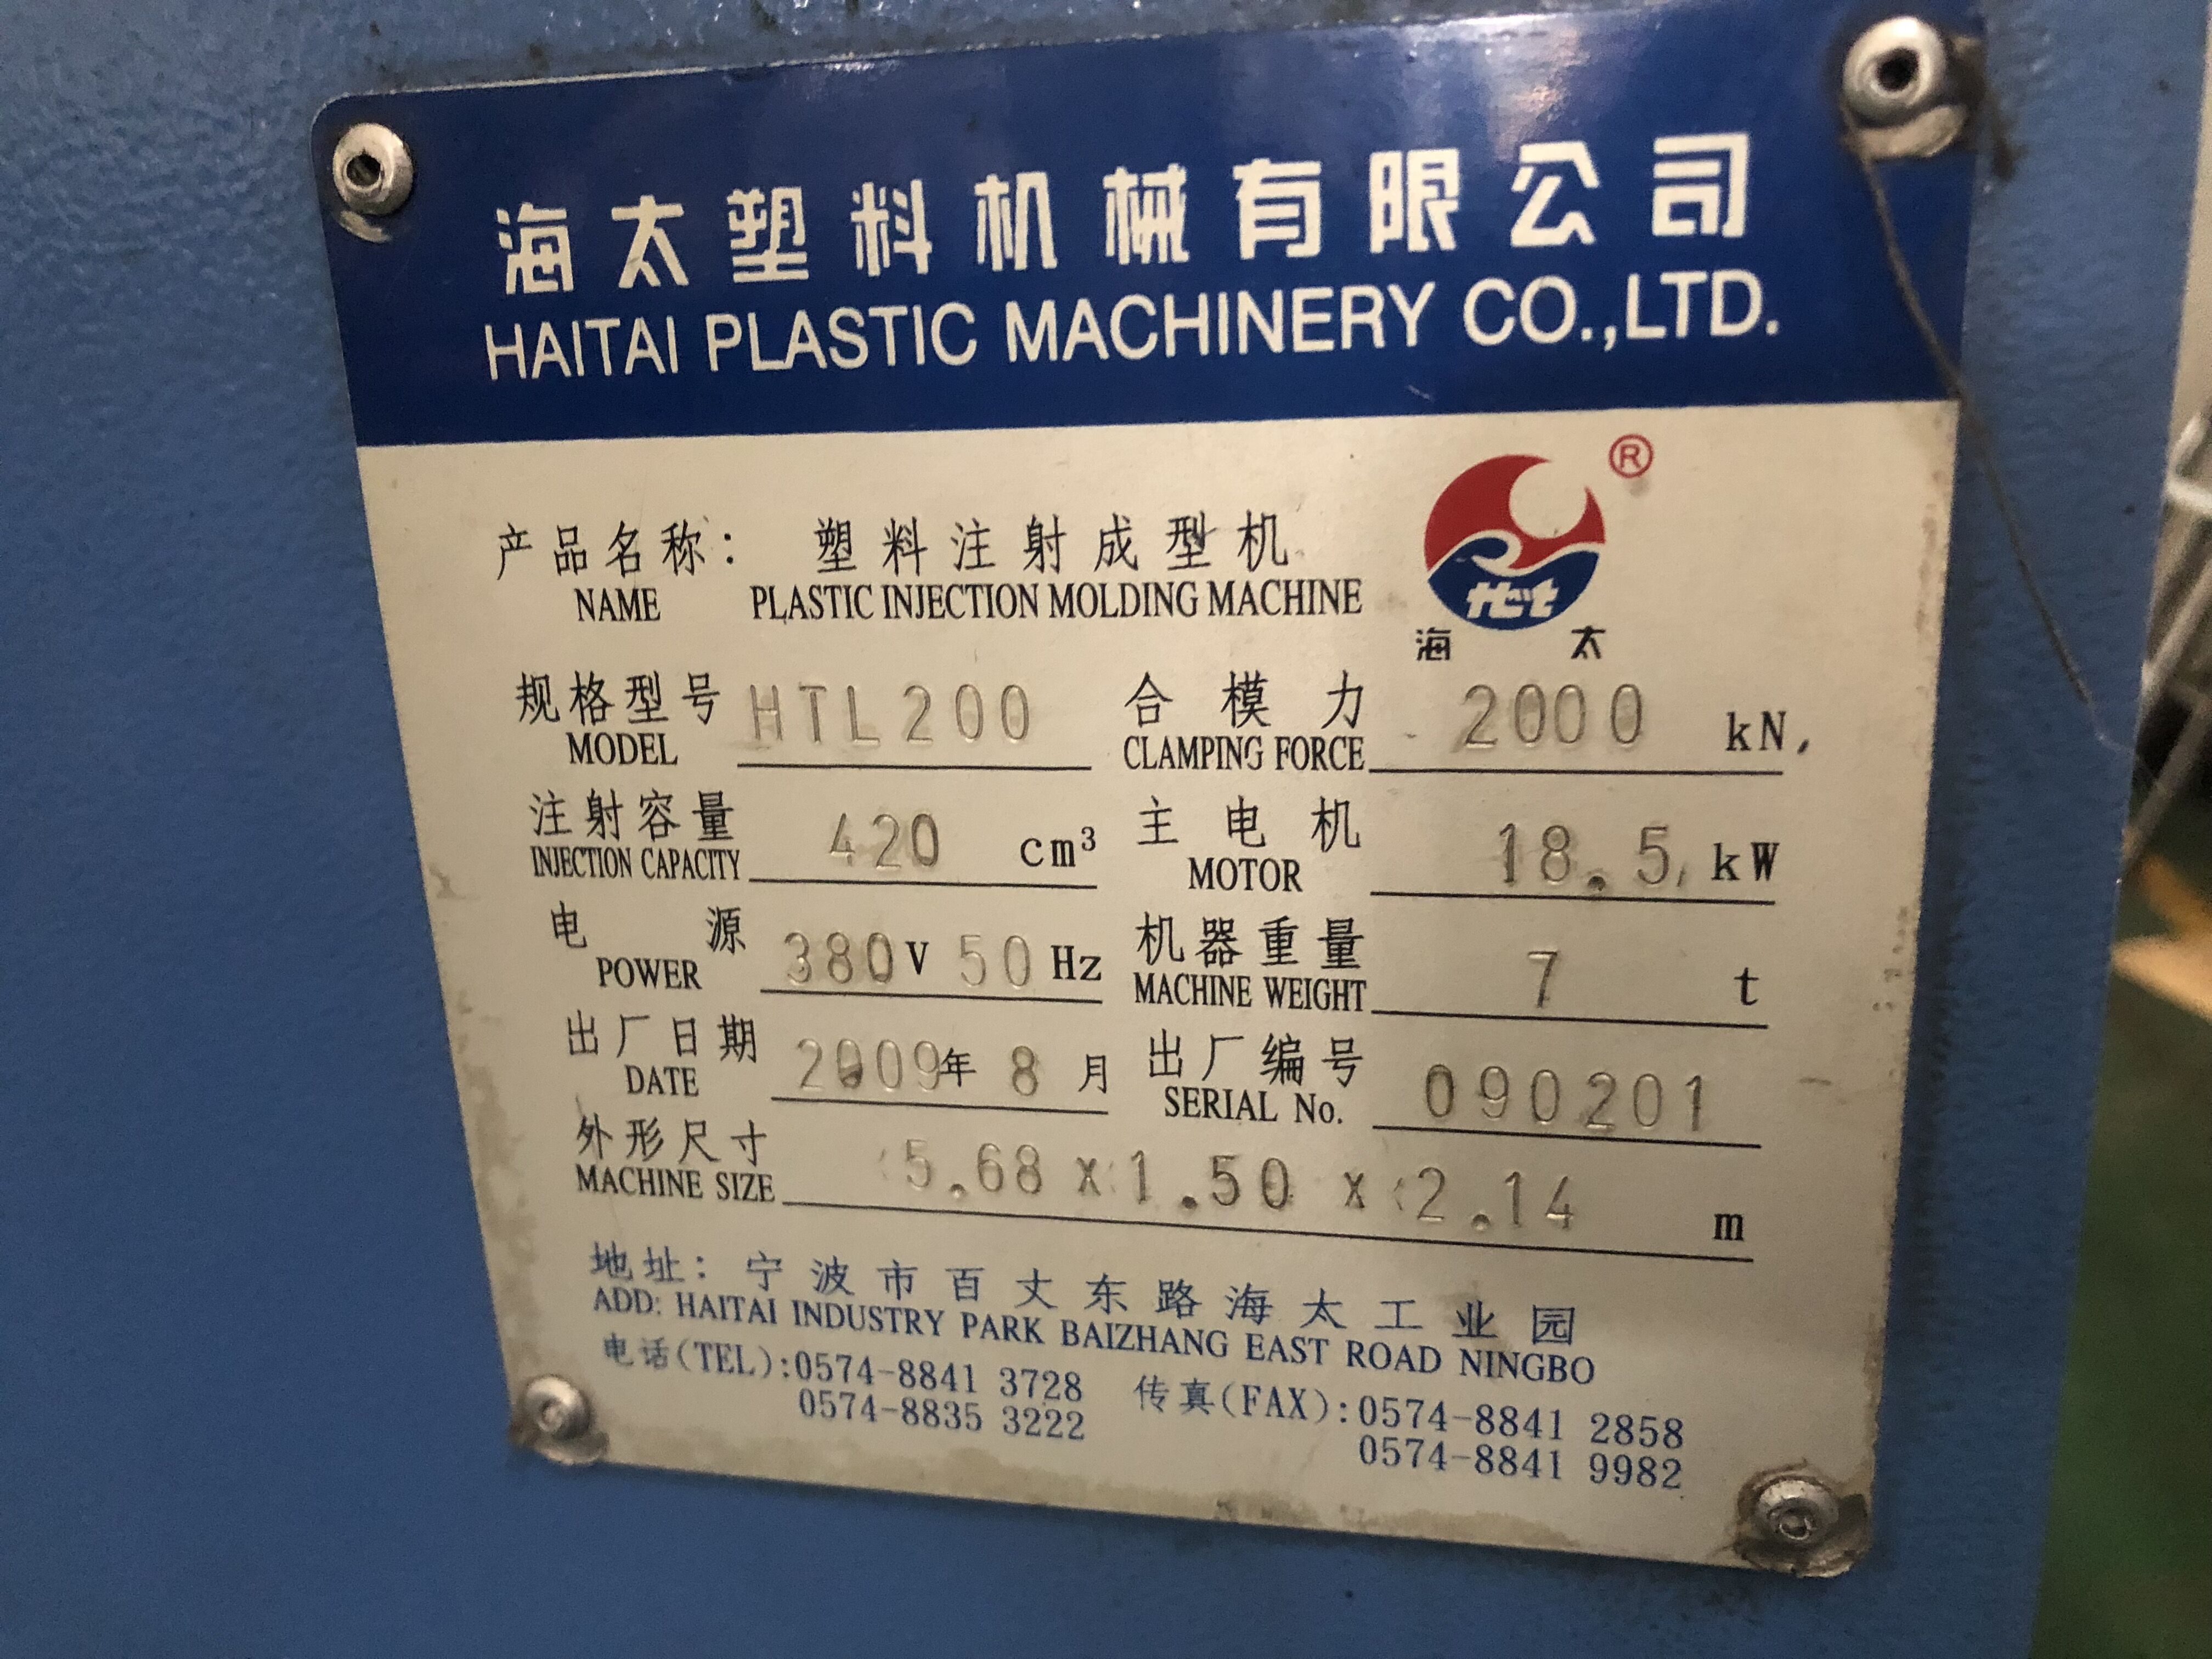 海太塑料机械有限公司
HAITAI PLASTIC MACHINERY CO.,LTD.
®
产品名称： 塑料注射成型机
NAME PLASTIC INJECTION MOLDING MACHINE
Hct
海 太
规格型号 HTL200 合模力 2000 kN
MODEL CLAMPING FORCE
注射容量 420 cm³ 主电机 18.5 kW
INJECTION CAPACITY MOTOR
电源 380V 50Hz 机器重量 7 t
POWER MACHINE WEIGHT
出厂日期 2009年 8 月 出厂编号 090201
DATE SERIAL No.
外形尺寸 5.68 x 1.50 x 2.14 m
MACHINE SIZE
地址：宁波市百丈东路海太工业园
ADD: HAITAI INDUSTRY PARK BAIZHANG EAST ROAD NINGBO
电话(TEL):0574-8841 3728 传真(FAX):0574-8841 2858
0574-8835 3222 0574-8841 9982